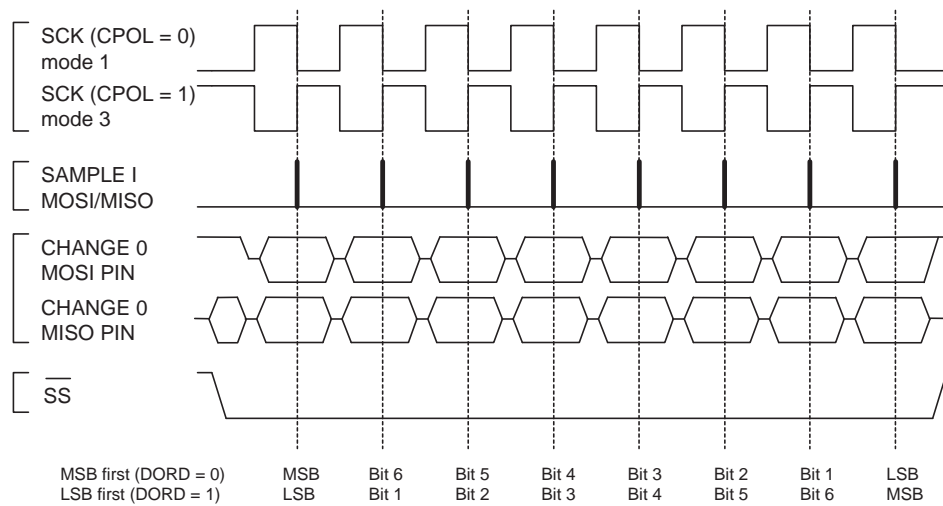 SCK (CPOL = 0)
mode 1
SCK (CPOL = 1)
mode 3
SAMPLE I
MOSI/MISO
CHANGE 0
MOSI PIN
CHANGE 0
MISO PIN
SS
MSB first (DORD = 0) MSB Bit 6 Bit 5 Bit 4 Bit 3 Bit 2 Bit 1 LSB
LSB first (DORD = 1) LSB Bit 1 Bit 2 Bit 3 Bit 4 Bit 5 Bit 6 MSB